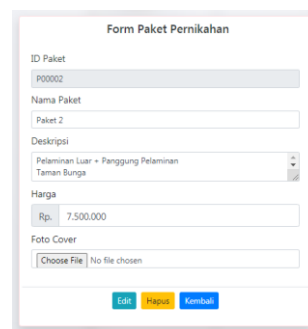 Form Paket Pernikahan
ID Paket
P00002
Nama Paket
Paket 2
Deskripsi
Pelaminan Luar + Panggung Pelaminan
Taman Bunga
Harga
Rp. 7.500.000
Foto Cover
Choose File No file chosen
Edit Hapus Kembali